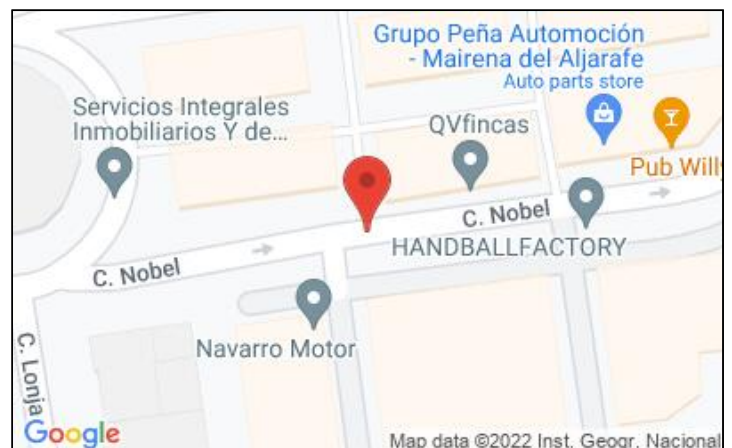 Grupo Peña Automoción
- Mairena del Aljarafe
Auto parts store
Servicios Integrales
Inmobiliarios Y de...
QVfincas
Pub Willy
C. Nobel
HANDBALLFACTORY
C. Nobel
Navarro Motor
C. Lonja
Google
Map data ©2022 Inst. Geogr. Nacional